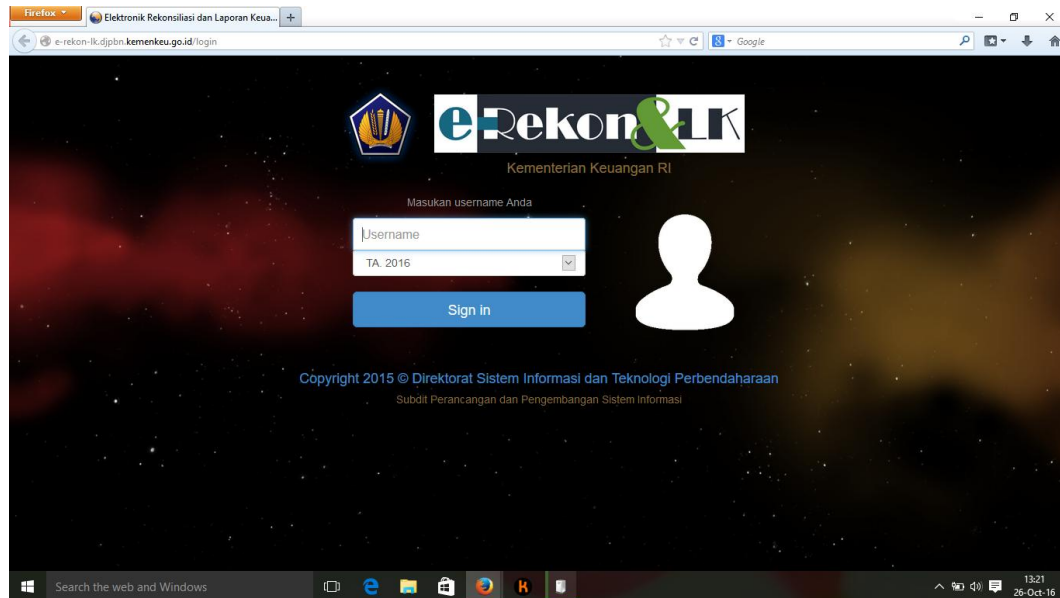 Firefox
Elektronik Rekonsiliasi dan Laporan Keua...
e-rekon-lk.djpbn.kemenkeu.go.id/login
Google
e-Rekon&LK
Kementerian Keuangan RI
Masukan username Anda
Username
TA. 2016
Sign in
Copyright 2015 © Direktorat Sistem Informasi dan Teknologi Perbendaharaan
Subdit Perancangan dan Pengembangan Sistem Informasi
Search the web and Windows
13:21
26-Oct-16